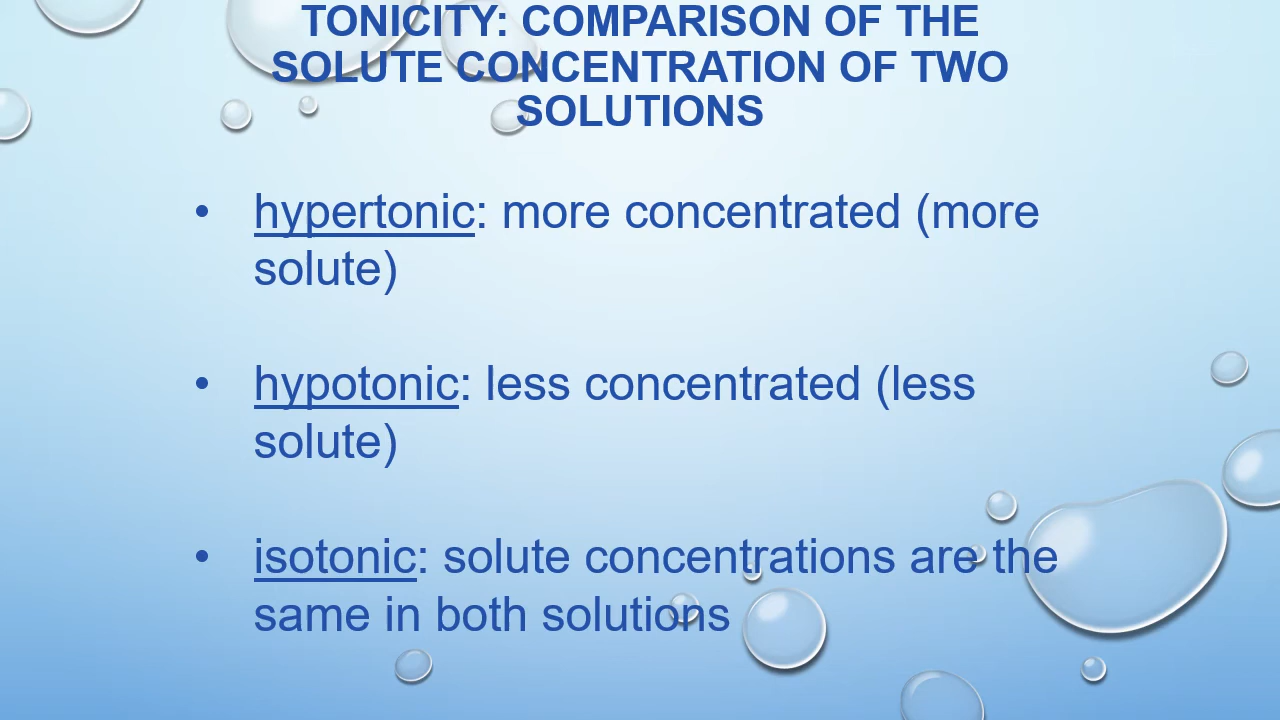 TONICITY: COMPARISON OF THE
SOLUTE CONCENTRATION OF TWO
SOLUTIONS
• hypertonic: more concentrated (more
solute)
• hypotonic: less concentrated (less
solute)
• isotonic: solute concentrations are the
same in both solutions